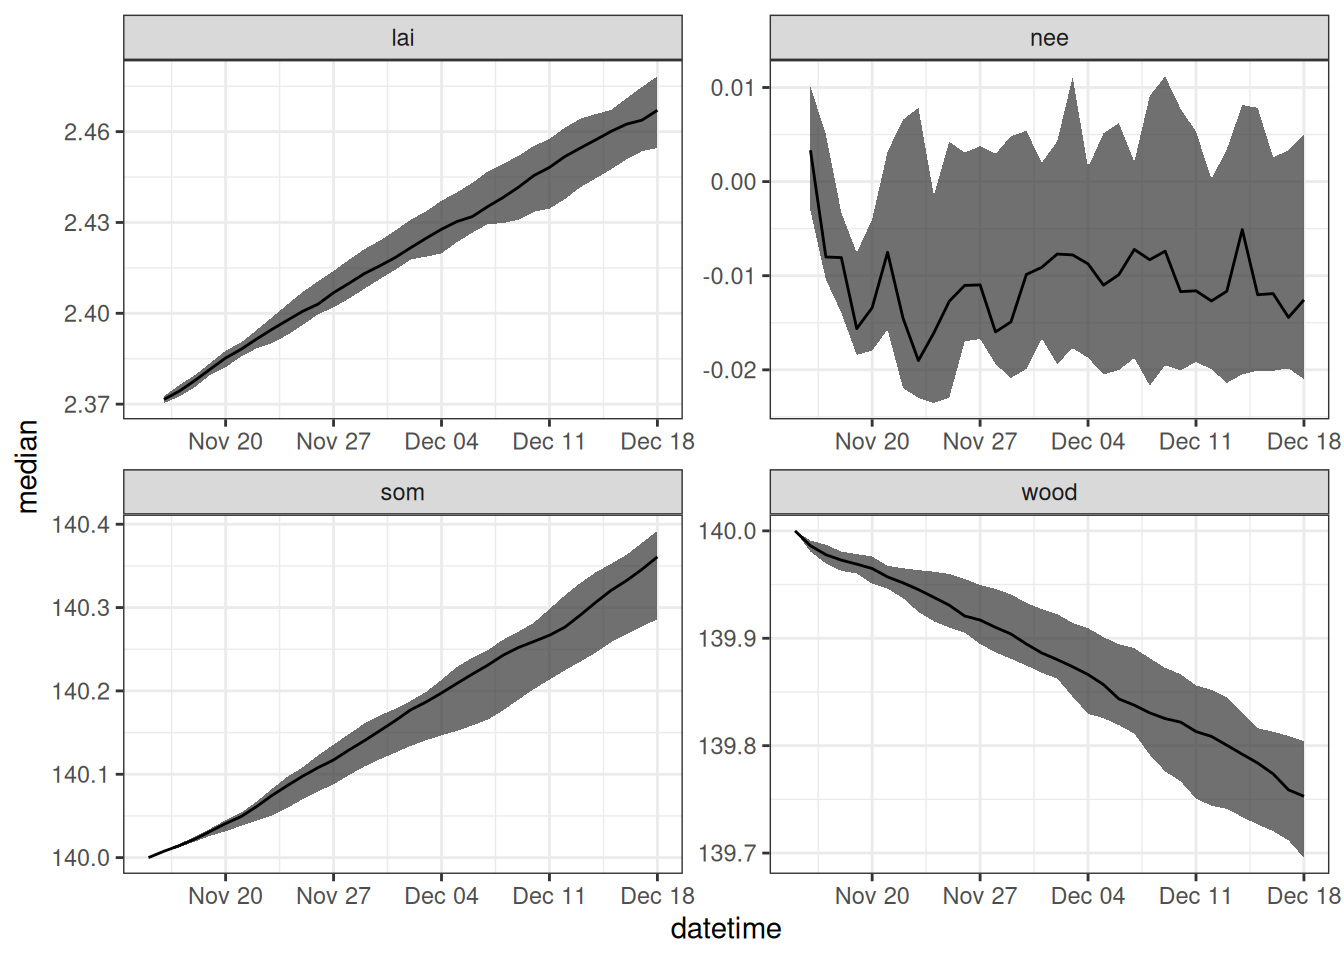 lai
nee
2.46
2.43
2.40
2.37
0.01
0.00
-0.01
-0.02
Nov 20 Nov 27 Dec 04 Dec 11 Dec 18
Nov 20 Nov 27 Dec 04 Dec 11 Dec 18
median
som
wood
140.4
140.3
140.2
140.1
140.0
140.0
139.9
139.8
139.7
Nov 20 Nov 27 Dec 04 Dec 11 Dec 18
Nov 20 Nov 27 Dec 04 Dec 11 Dec 18
datetime